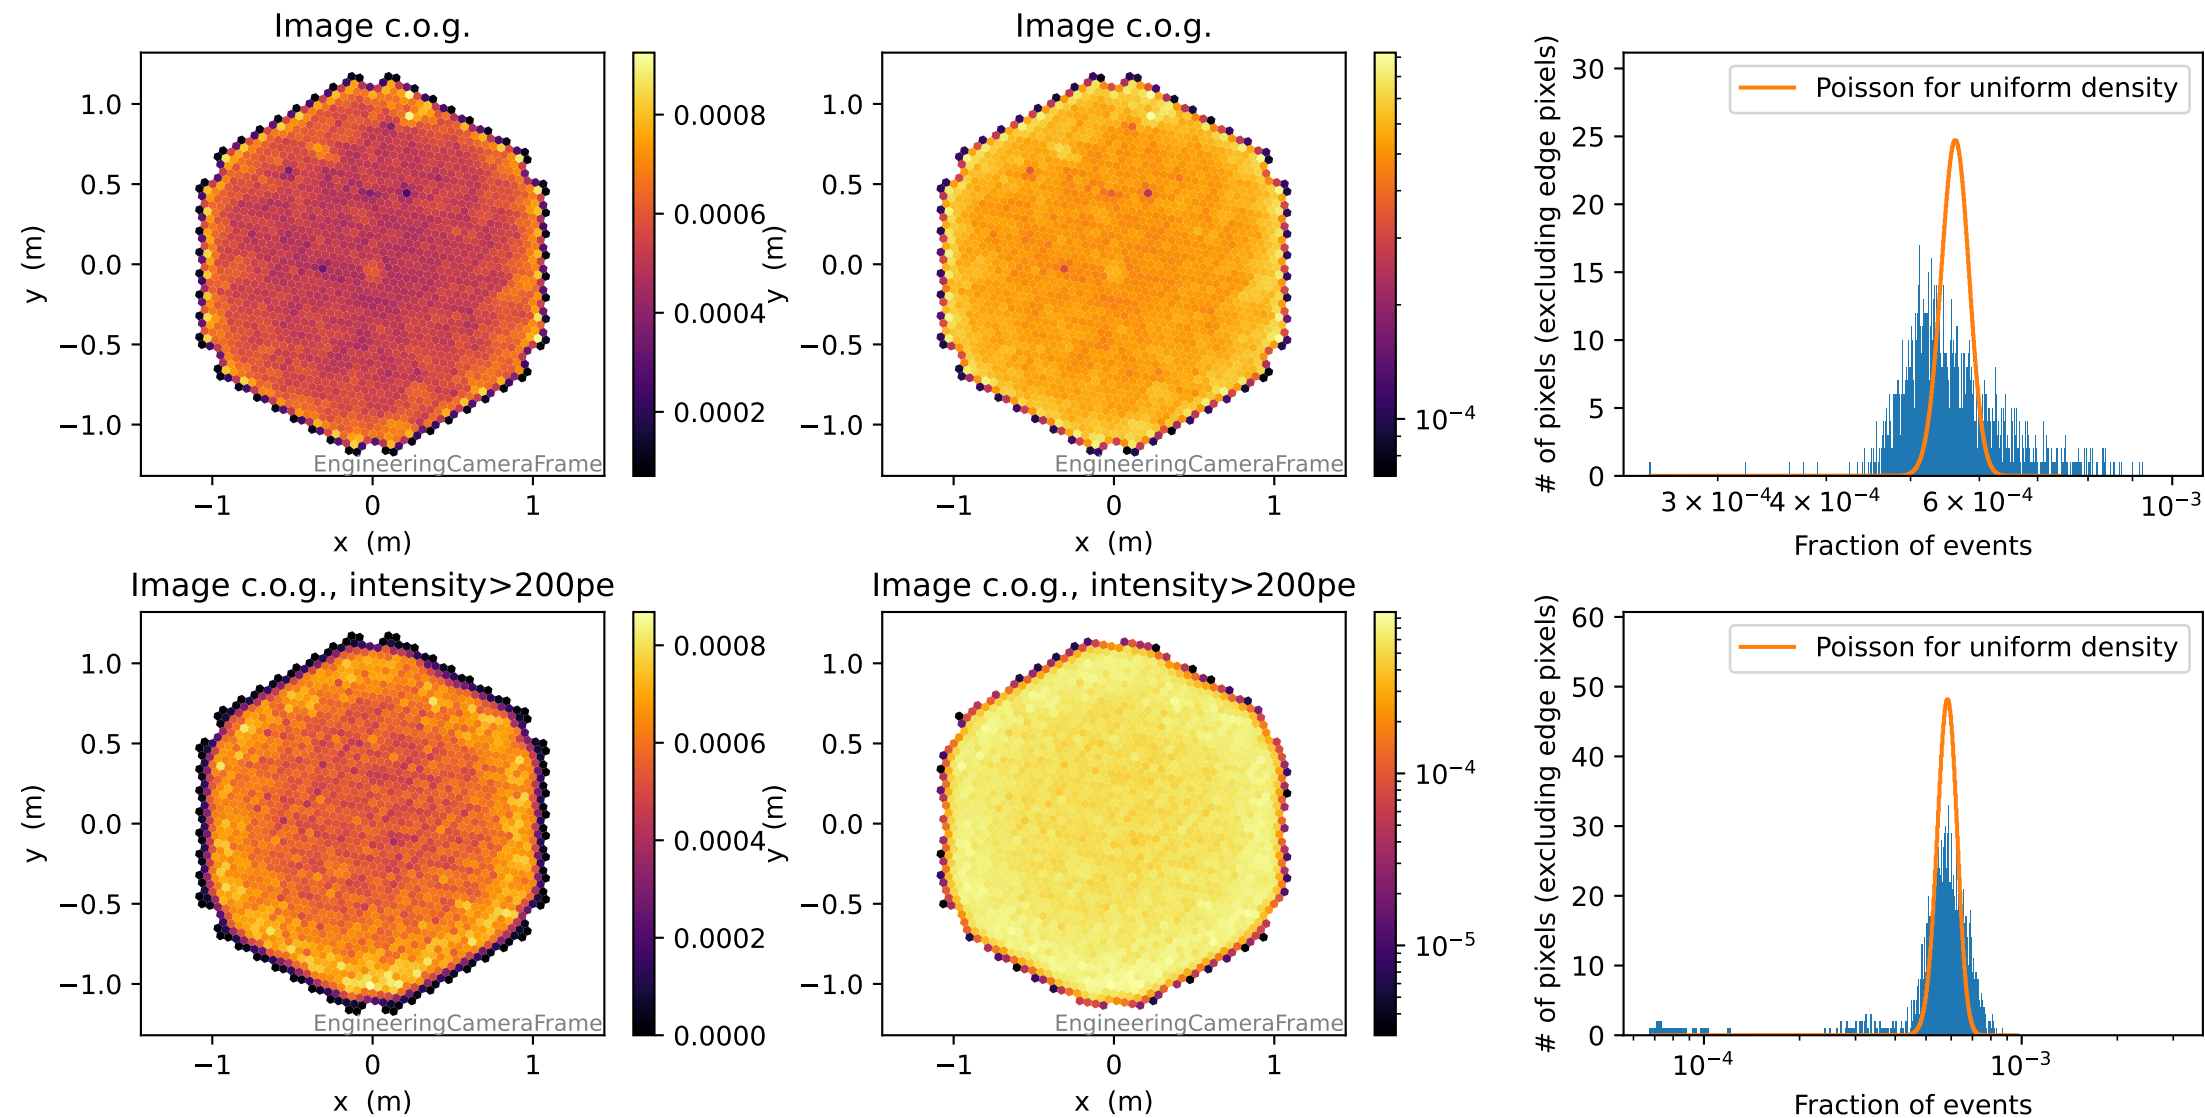 Image c.o.g.
1.0
0.5
0.0
−0.5
−1.0
y (m)
−1 0 1
x (m)
EngineeringCameraFrame
0.0008
0.0006
0.0004
0.0002
Image c.o.g.
1.0
0.5
0.0
−0.5
−1.0
y (m)
−1 0 1
x (m)
EngineeringCameraFrame
10⁻⁴
30
25
20
15
10
5
0
# of pixels (excluding edge pixels)
Poisson for uniform density
3 × 10⁻⁴ 4 × 10⁻⁴ 6 × 10⁻⁴ 10⁻³
Fraction of events
Image c.o.g., intensity>200pe
1.0
0.5
0.0
−0.5
−1.0
y (m)
−1 0 1
x (m)
EngineeringCameraFrame
0.0008
0.0006
0.0004
0.0002
0.0000
Image c.o.g., intensity>200pe
1.0
0.5
0.0
−0.5
−1.0
y (m)
−1 0 1
x (m)
EngineeringCameraFrame
10⁻⁴
10⁻⁵
60
50
40
30
20
10
0
# of pixels (excluding edge pixels)
Poisson for uniform density
10⁻⁴ 10⁻³
Fraction of events